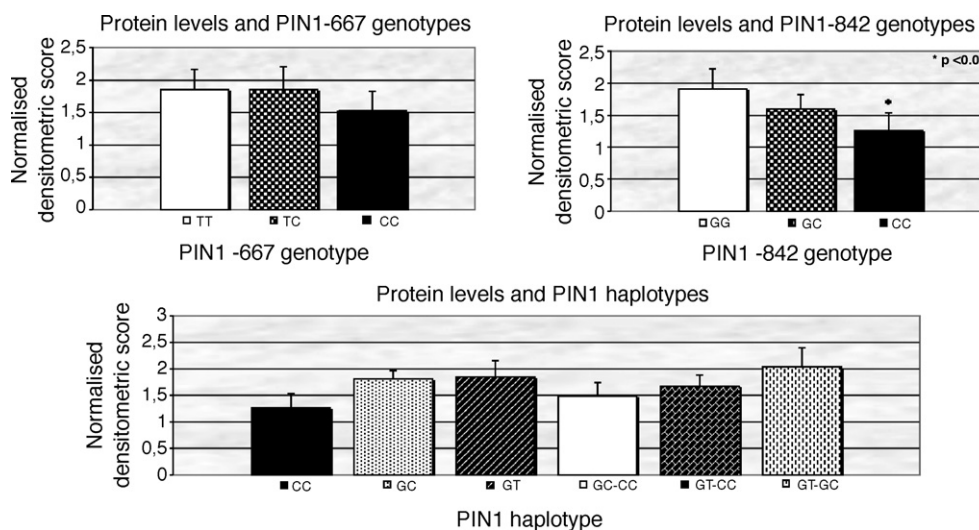 Protein levels and PIN1-667 genotypes
Normalised
densitometric score
2,5
2
1,5
1
0,5
0
TT TC CC
PIN1 -667 genotype
Protein levels and PIN1-842 genotypes
* p <0.0
Normalised
densitometric score
2,5
2
1,5
1
0,5
0
*
GG GC CC
PIN1 -842 genotype
Protein levels and PIN1 haplotypes
Normalised
densitometric score
3
2,5
2
1,5
1
0,5
0
CC GC GT GC-CC GT-CC GT-GC
PIN1 haplotype